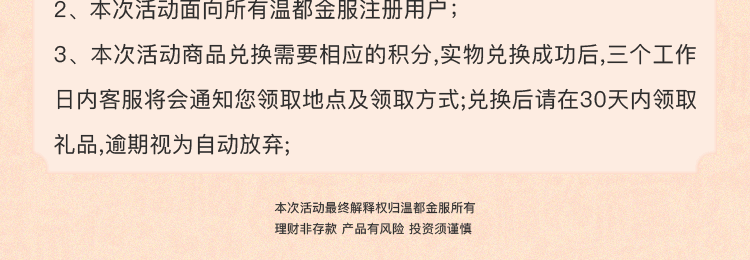 2、本次活动面向所有温都金服注册用户；
3、本次活动商品兑换需要相应的积分,实物兑换成功后,三个工作
日内客服将会通知您领取地点及领取方式;兑换后请在30天内领取
礼品,逾期视为自动放弃;
本次活动最终解释权归温都金服所有
理财非存款 产品有风险 投资须谨慎